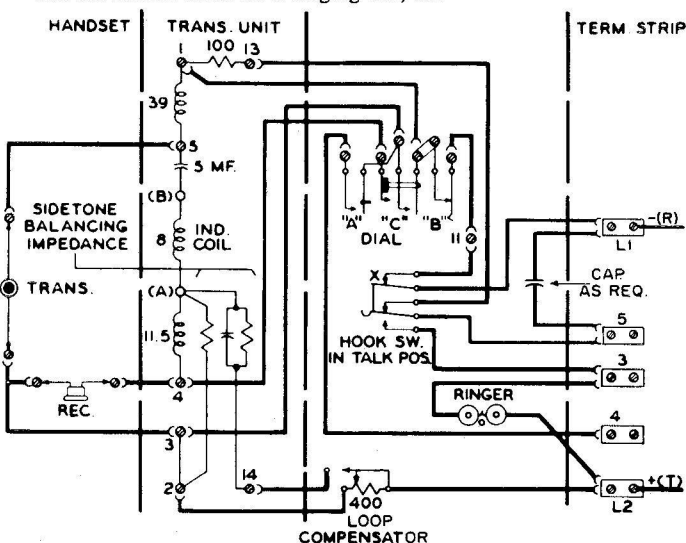 HANDSET
TRANS. UNIT
TERM. STRIP
1
100
13
39
5
5 MF.
(B)
SIDETONE
BALANCING
IMPEDANCE
8
IND.
COIL
"A"
"C"
"B"
DIAL
11
-(R)
L1
TRANS.
(A)
X
CAP.
AS REQ.
5
11.5
HOOK SW.
IN TALK POS.
3
REC.
4
RINGER
3
4
2
14
400
LOOP
COMPENSATOR
+(T)
L2